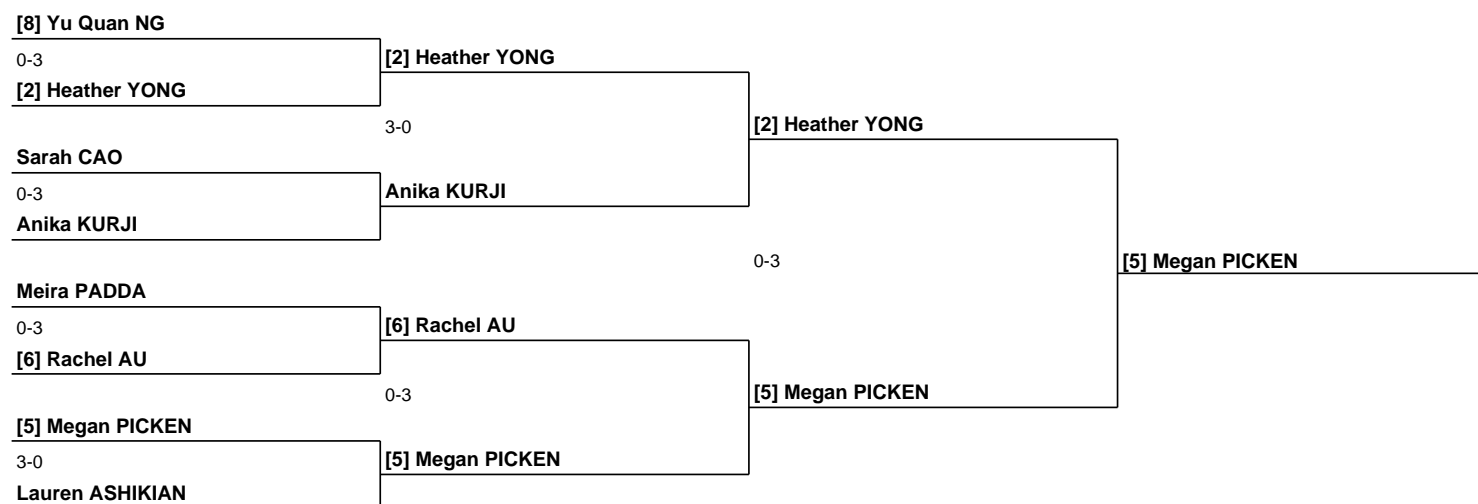 [8] Yu Quan NG
0-3
[2] Heather YONG
[2] Heather YONG
3-0
[2] Heather YONG
Sarah CAO
0-3
Anika KURJI
Anika KURJI
0-3
[5] Megan PICKEN
Meira PADDA
0-3
[6] Rachel AU
[6] Rachel AU
0-3
[5] Megan PICKEN
[5] Megan PICKEN
3-0
[5] Megan PICKEN
Lauren ASHIKIAN